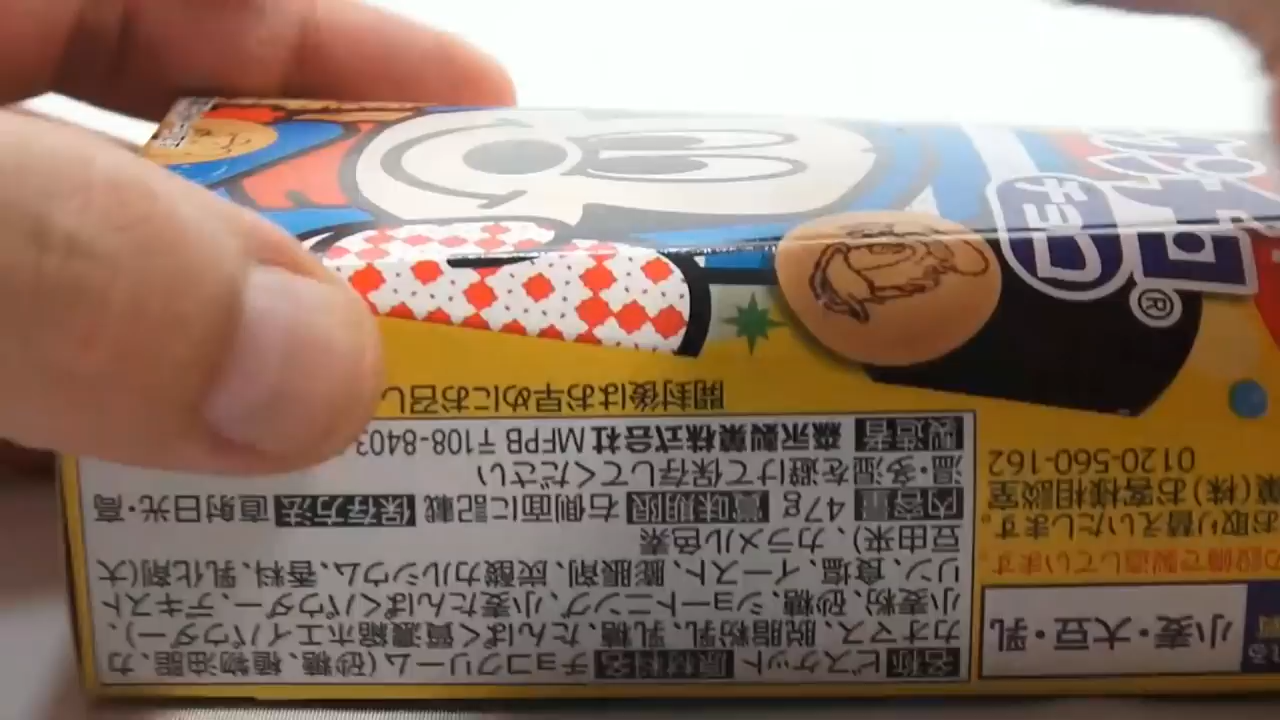 名称 ビスケット 原材料名 チョコクリーム(砂糖、植物油脂、カ
カオマス、脱脂粉乳、乳糖、たんぱく質濃縮ホエイパウダー)、
小麦粉、砂糖、ショートニング、小麦たんぱくパウダー、デキスト
リン、食塩、イースト、膨脹剤、炭酸カルシウム、香料、乳化剤(大
豆由来)、カラメル色素
内容量 47g 賞味期限 右側面に記載 保存方法 直射日光・高
温・多湿を避けて保存してください
製造者 森永製菓株式会社 MFPB 〒108-8403
開封後はお早めにお召し
小麦・大豆・乳
の設備で製造しています
お取り替えいたします。
菓(株)お客様相談室
0120-560-162
プチ
®